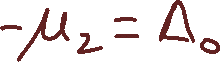 -μ₂ = Δ₀